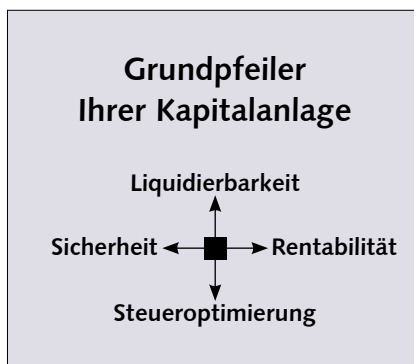 Grundpfeiler
Ihrer Kapitalanlage
Liquidierbarkeit
Sicherheit Rentabilität
Steueroptimierung